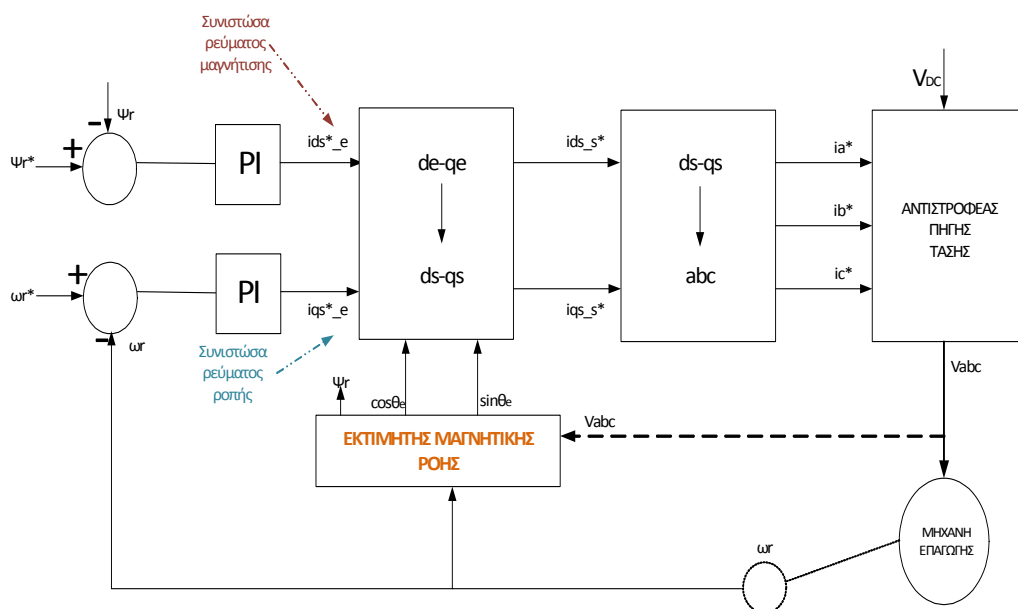 Συνιστώσα
ρεύματος
μαγνήτισης
VDC
- Ψr
+
Ψr*
PI
ids*_e
de-qe
ds-qs
ids_s*
ds-qs
abc
ia*
ib*
ic*
ΑΝΤΙΣΤΡΟΦΕΑΣ
ΠΗΓΗΣ
ΤΑΣΗΣ
+
ωr*
- ωr
PI
iqs*_e
iqs_s*
Συνιστώσα
ρεύματος
ροπής
Ψr
cosθe
sinθe
Vabc
Vabc
ΕΚΤΙΜΗΤΗΣ ΜΑΓΝΗΤΙΚΗΣ
ΡΟΗΣ
ωr
ΜΗΧΑΝΗ
ΕΠΑΓΩΓΗΣ